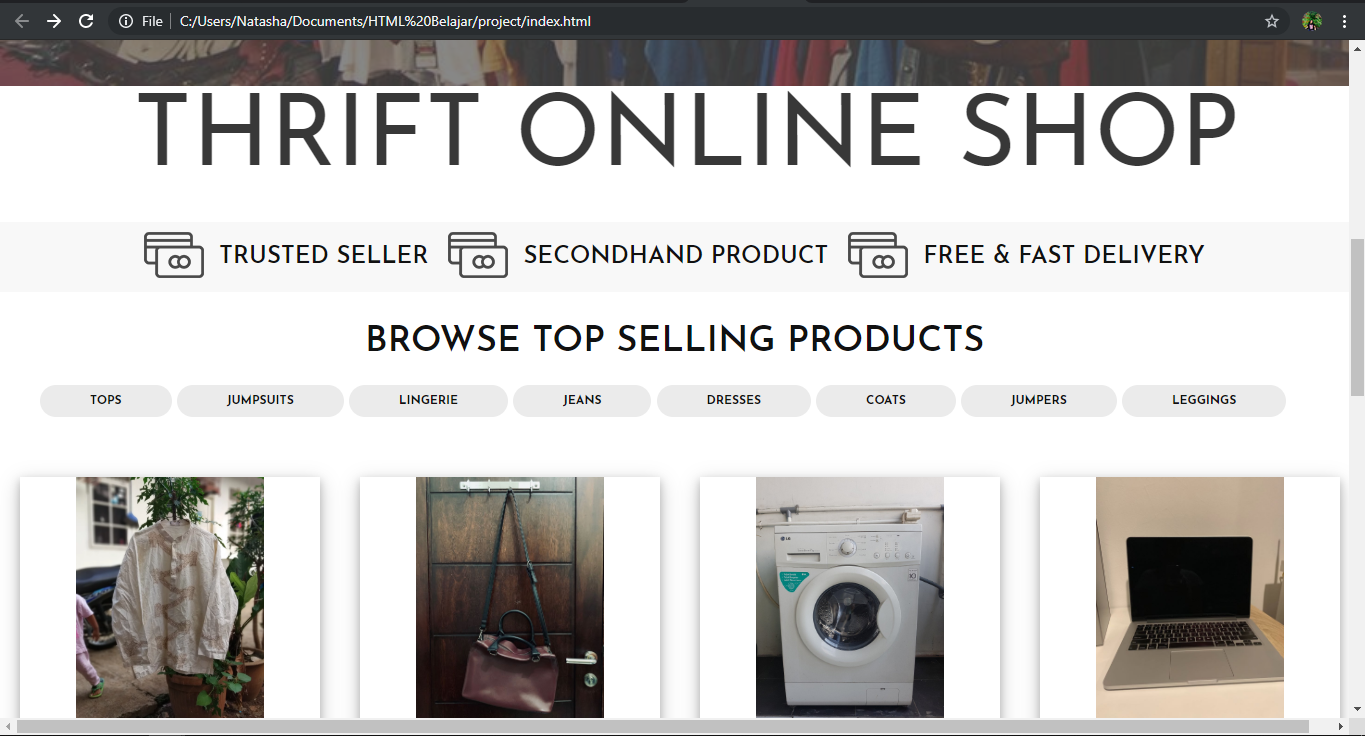 File C:/Users/Natasha/Documents/HTML%20Belajar/project/index.html
THRIFT ONLINE SHOP
TRUSTED SELLER SECONDHAND PRODUCT FREE & FAST DELIVERY
BROWSE TOP SELLING PRODUCTS
TOPS JUMPSUITS LINGERIE JEANS DRESSES COATS JUMPERS LEGGINGS
LG